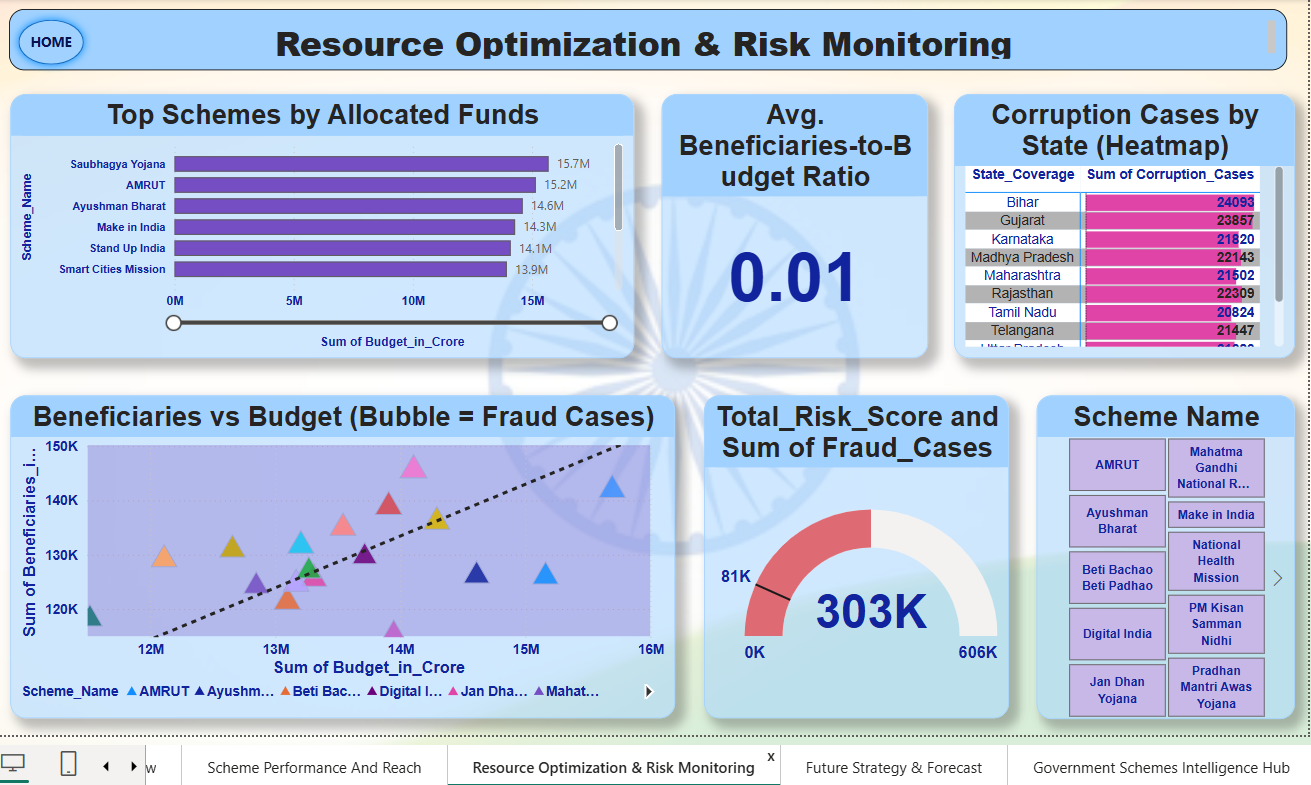 HOME
Resource Optimization & Risk Monitoring
Top Schemes by Allocated Funds
Scheme_Name
Saubhagya Yojana 15.7M
AMRUT 15.2M
Ayushman Bharat 14.6M
Make in India 14.3M
Stand Up India 14.1M
Smart Cities Mission 13.9M
0M 5M 10M 15M
Sum of Budget_in_Crore
Avg.
Beneficiaries-to-B
udget Ratio
0.01
Corruption Cases by
State (Heatmap)
State_Coverage Sum of Corruption_Cases
Bihar 24093
Gujarat 23857
Karnataka 21820
Madhya Pradesh 22143
Maharashtra 21502
Rajasthan 22309
Tamil Nadu 20824
Telangana 21447
Beneficiaries vs Budget (Bubble = Fraud Cases)
Sum of Beneficiaries_i...
150K
140K
130K
120K
12M 13M 14M 15M 16M
Sum of Budget_in_Crore
Scheme_Name AMRUT Ayushm... Beti Bac... Digital I... Jan Dha... Mahat...
Total_Risk_Score and
Sum of Fraud_Cases
81K
303K
0K 606K
Scheme Name
AMRUT
Ayushman
Bharat
Beti Bachao
Beti Padhao
Digital India
Jan Dhan
Yojana
Mahatma
Gandhi
National R...
Make in India
National
Health
Mission
PM Kisan
Samman
Nidhi
Pradhan
Mantri Awas
Yojana
w Scheme Performance And Reach Resource Optimization & Risk Monitoring x Future Strategy & Forecast Government Schemes Intelligence Hub